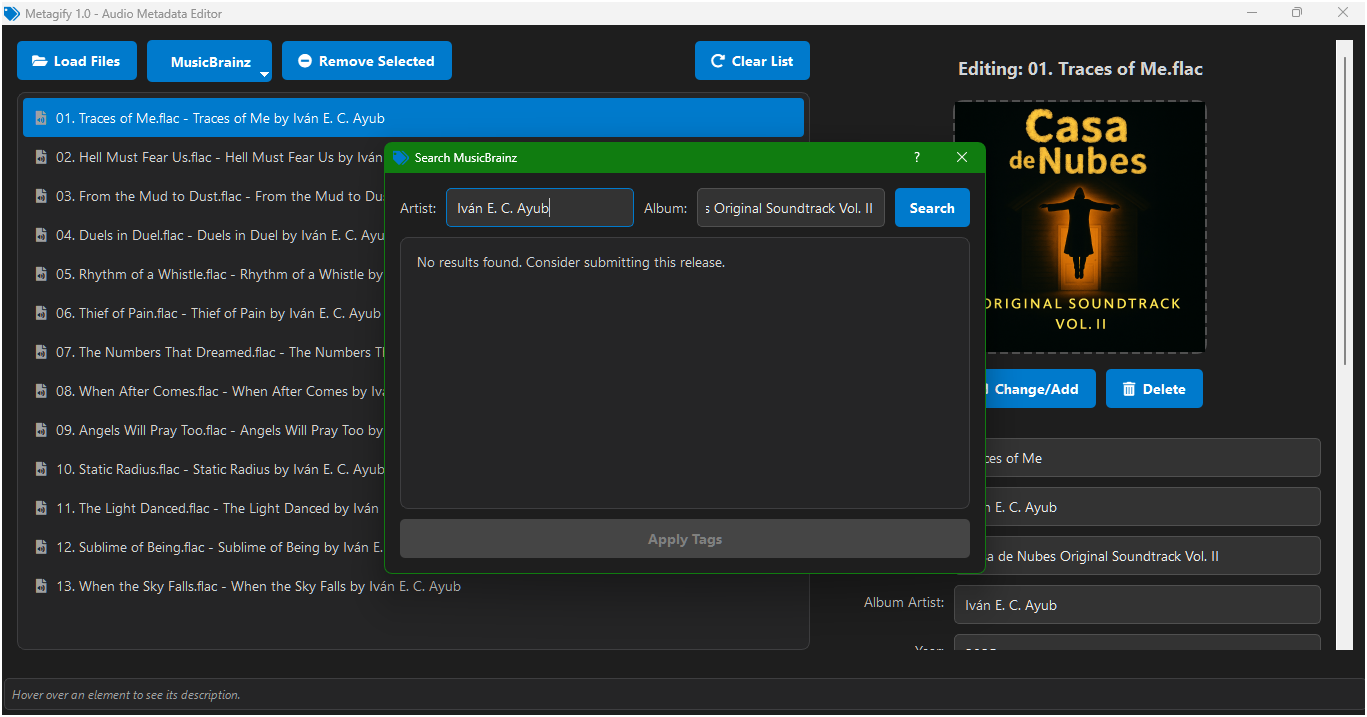 Metagify 1.0 - Audio Metadata Editor
Load Files
MusicBrainz
Remove Selected
Clear List
01. Traces of Me.flac - Traces of Me by Iván E. C. Ayub
02. Hell Must Fear Us.flac - Hell Must Fear Us by Iván
03. From the Mud to Dust.flac - From the Mud to Du
04. Duels in Duel.flac - Duels in Duel by Iván E. C. Ayu
05. Rhythm of a Whistle.flac - Rhythm of a Whistle by
06. Thief of Pain.flac - Thief of Pain by Iván E. C. Ayub
07. The Numbers That Dreamed.flac - The Numbers
08. When After Comes.flac - When After Comes by
09. Angels Will Pray Too.flac - Angels Will Pray Too by
10. Static Radius.flac - Static Radius by Iván E. C. Ayub
11. The Light Danced.flac - The Light Danced by Iván
12. Sublime of Being.flac - Sublime of Being by Iván E.
13. When the Sky Falls.flac - When the Sky Falls by Iván E. C. Ayub
Search MusicBrainz
?
Artist: Iván E. C. Ayub Album: s Original Soundtrack Vol. II Search
No results found. Consider submitting this release.
Apply Tags
Editing: 01. Traces of Me.flac
Casa
de Nubes
ORIGINAL SOUNDTRACK
VOL. II
Change/Add
Delete
ces of Me
n E. C. Ayub
a de Nubes Original Soundtrack Vol. II
Album Artist: Iván E. C. Ayub
Hover over an element to see its description.